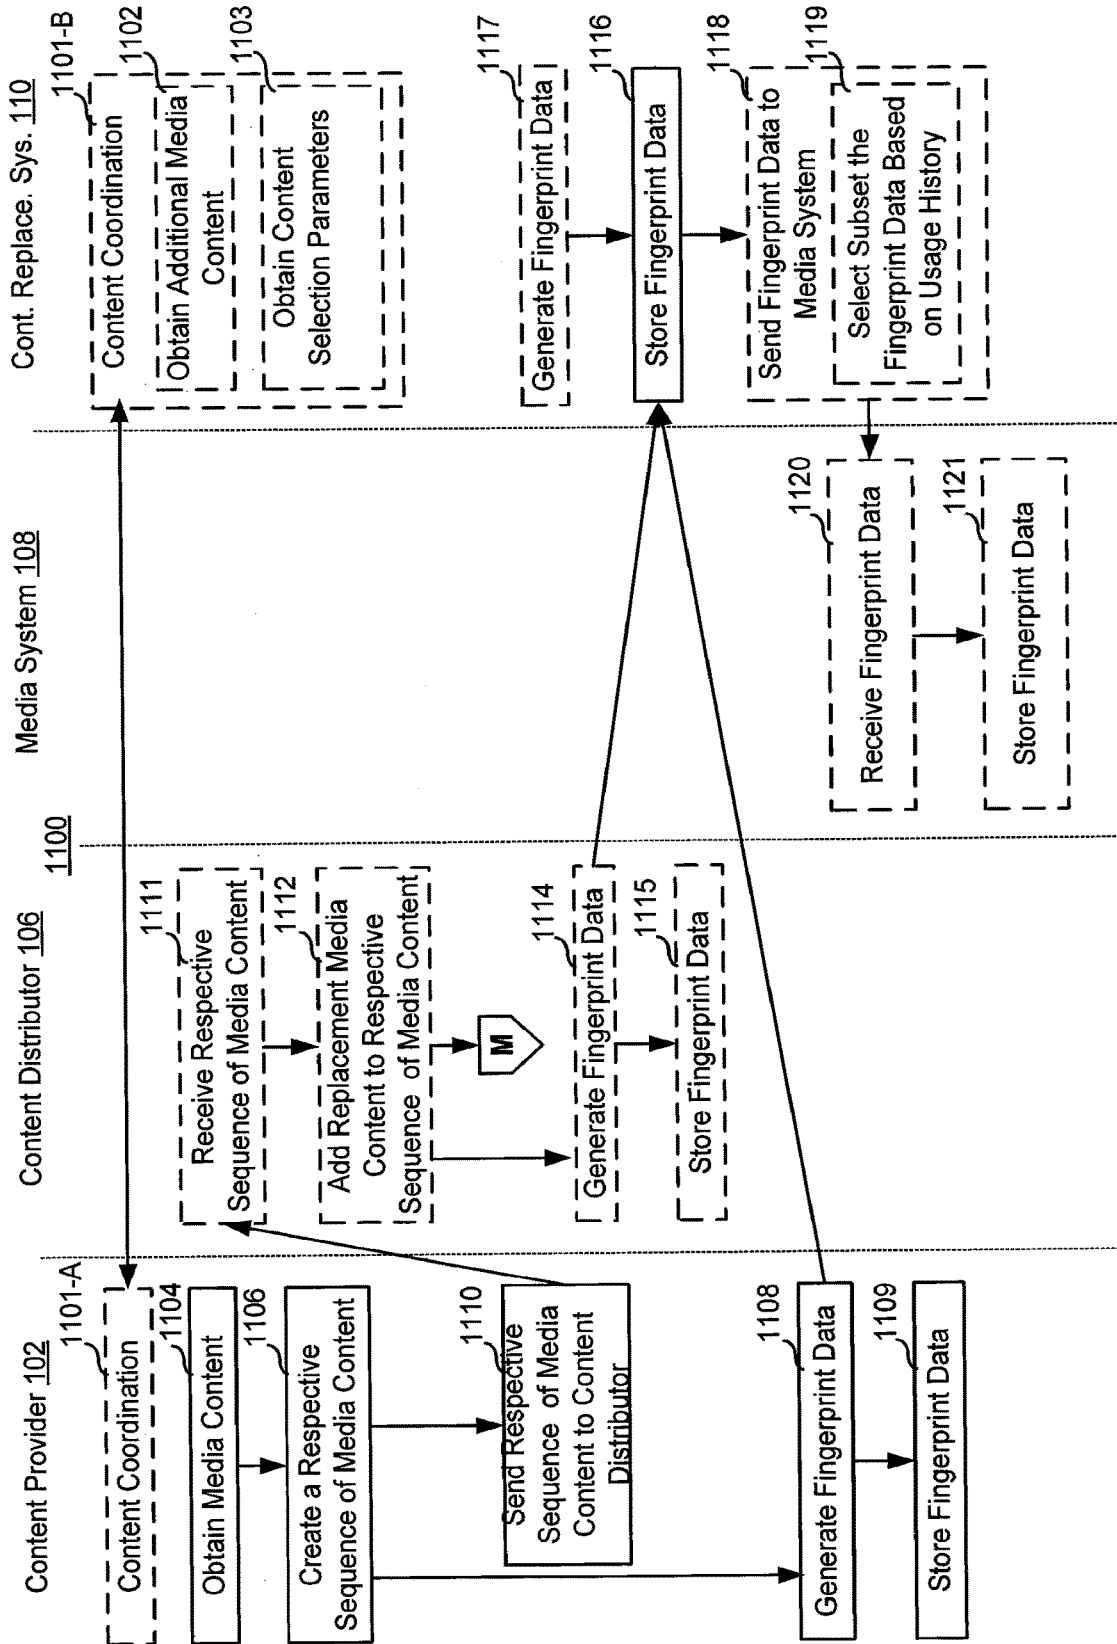 1100
Content Provider 102
Content Distributor 106
Media System 108
Cont. Replace. Sys. 110
1101-A
Content Coordination
1104
Obtain Media Content
1106
Create a Respective
Sequence of Media Content
1110
Send Respective
Sequence of Media
Content to Content
Distributor
1108
Generate Fingerprint Data
1109
Store Fingerprint Data
1111
Receive Respective
Sequence of Media Content
1112
Add Replacement Media
Content to Respective
Sequence of Media Content
M
1114
Generate Fingerprint Data
1115
Store Fingerprint Data
1120
Receive Fingerprint Data
1121
Store Fingerprint Data
1101-B
Content Coordination
1102
Obtain Additional Media
Content
1103
Obtain Content
Selection Parameters
1117
Generate Fingerprint Data
1116
Store Fingerprint Data
1118
Send Fingerprint Data to
Media System
1119
Select Subset the
Fingerprint Data Based
on Usage History